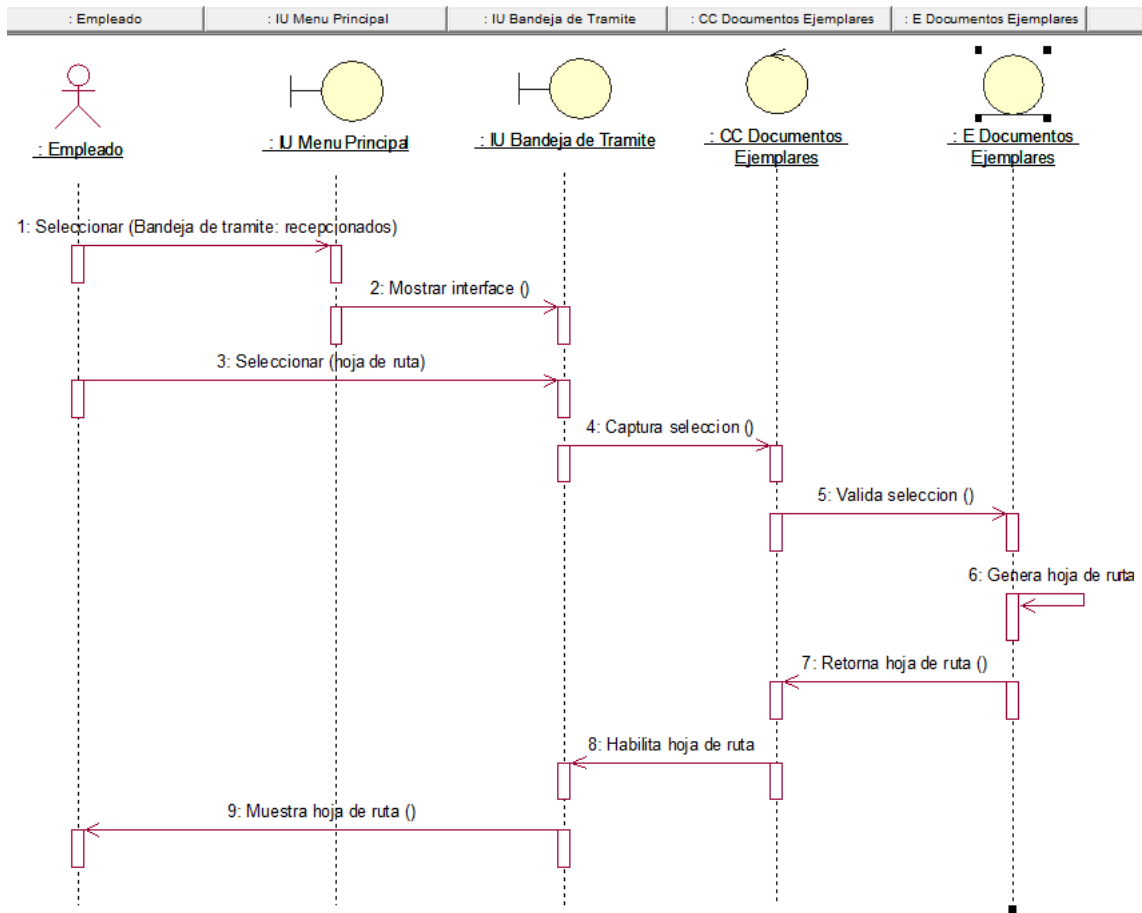 : Empleado
: IU Menu Principal
: IU Bandeja de Tramite
: CC Documentos Ejemplares
: E Documentos Ejemplares
: Empleado
: IU Menu Principal
: IU Bandeja de Tramite
: CC Documentos
Ejemplares
: E Documentos
Ejemplares
1: Seleccionar (Bandeja de tramite: recepcionados)
2: Mostrar interface ()
3: Seleccionar (hoja de ruta)
4: Captura seleccion ()
5: Valida seleccion ()
6: Genera hoja de ruta
7: Retorna hoja de ruta ()
8: Habilita hoja de ruta
9: Muestra hoja de ruta ()